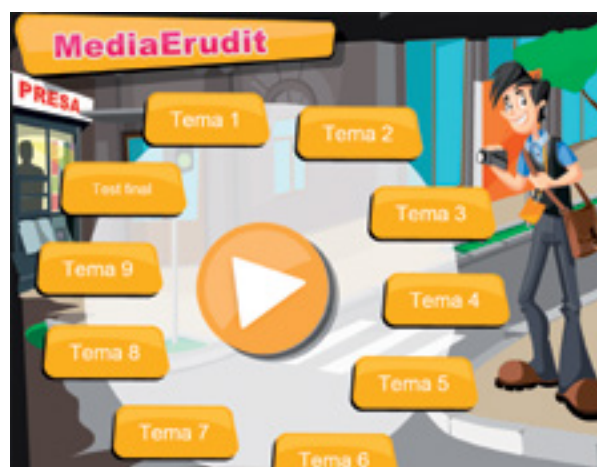 MediaErudit
PRESA
Tema 1
Tema 2
Test final
Tema 3
Tema 9
Tema 4
Tema 8
Tema 5
Tema 7
Tema 6